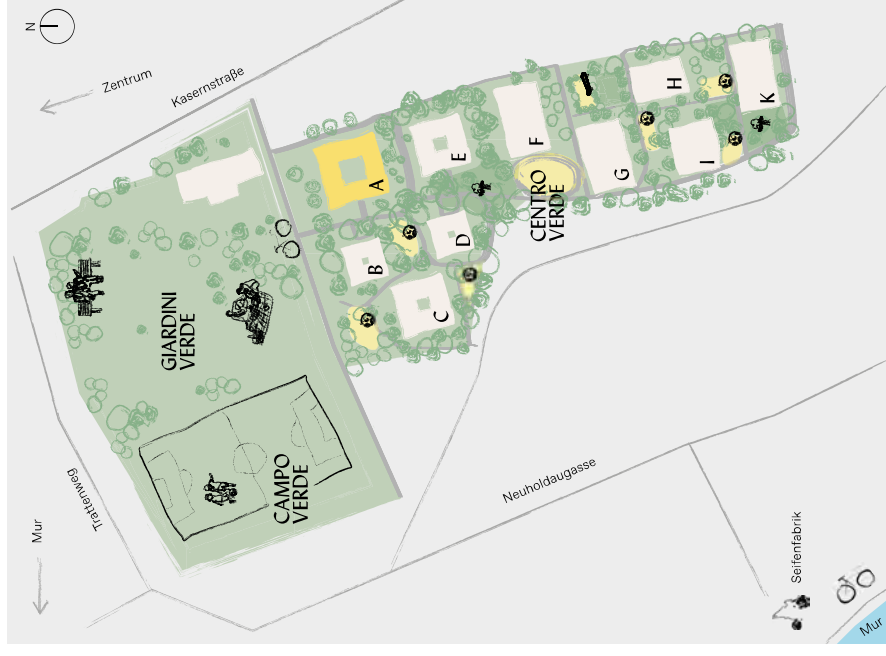 N
Zentrum
Kasernstraße
A
B
C
D
E
F
G
H
I
K
CENTRO
VERDE
GIARDINI
VERDE
CAMPO
VERDE
Trattenweg
Mur
Neuholdaugasse
Seifenfabrik
Mur